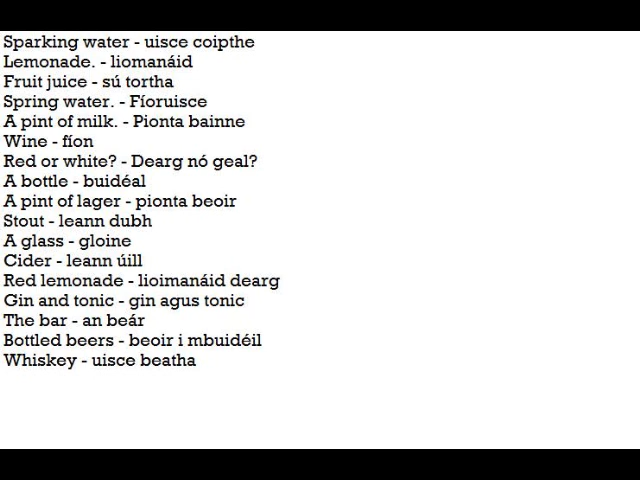 Sparking water - uisce coipthe
Lemonade. - liomanáid
Fruit juice - sú tortha
Spring water. - Fíoruisce
A pint of milk. - Pionta bainne
Wine - fíon
Red or white? - Dearg nó geal?
A bottle - buidéal
A pint of lager - pionta beoir
Stout - leann dubh
A glass - gloine
Cider - leann úill
Red lemonade - lioimanáid dearg
Gin and tonic - gin agus tonic
The bar - an beár
Bottled beers - beoir i mbuidéil
Whiskey - uisce beatha